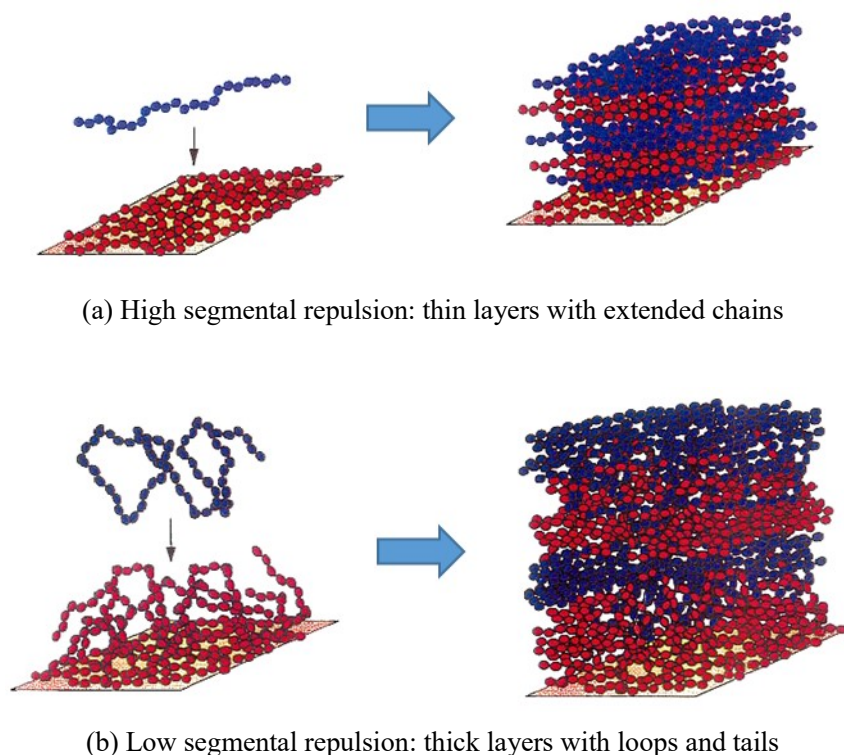 (a) High segmental repulsion: thin layers with extended chains
(b) Low segmental repulsion: thick layers with loops and tails